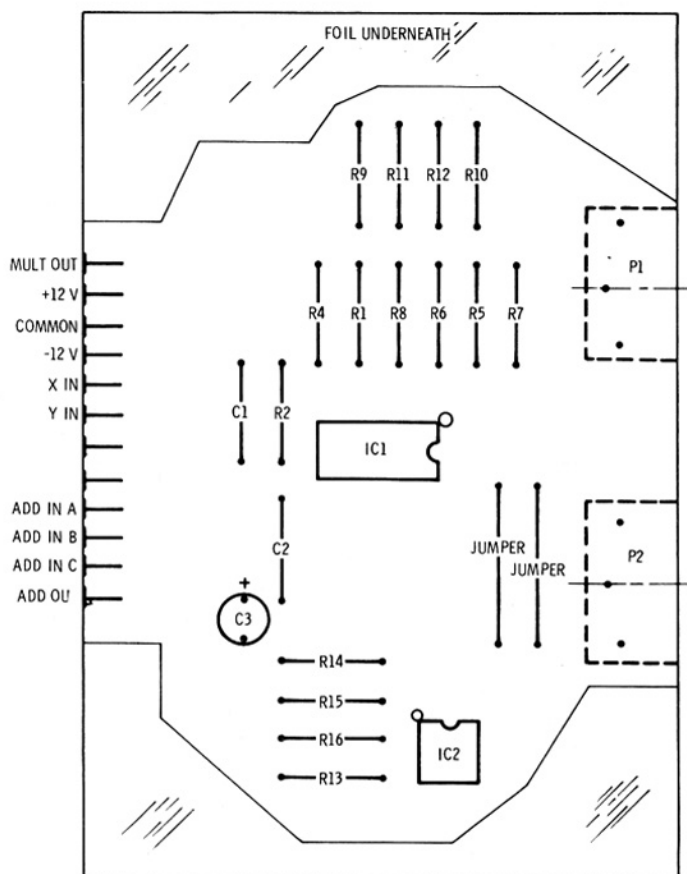 FOIL UNDERNEATH
R9 R11 R12 R10
MULT OUT
+12 V
COMMON
-12 V
X IN
Y IN
ADD IN A
ADD IN B
ADD IN C
ADD OU
P1
R4 R1 R8 R6 R5 R7
C1 R2
IC1
C2
JUMPER
JUMPER
P2
+
C3
R14
R15
R16
R13
IC2